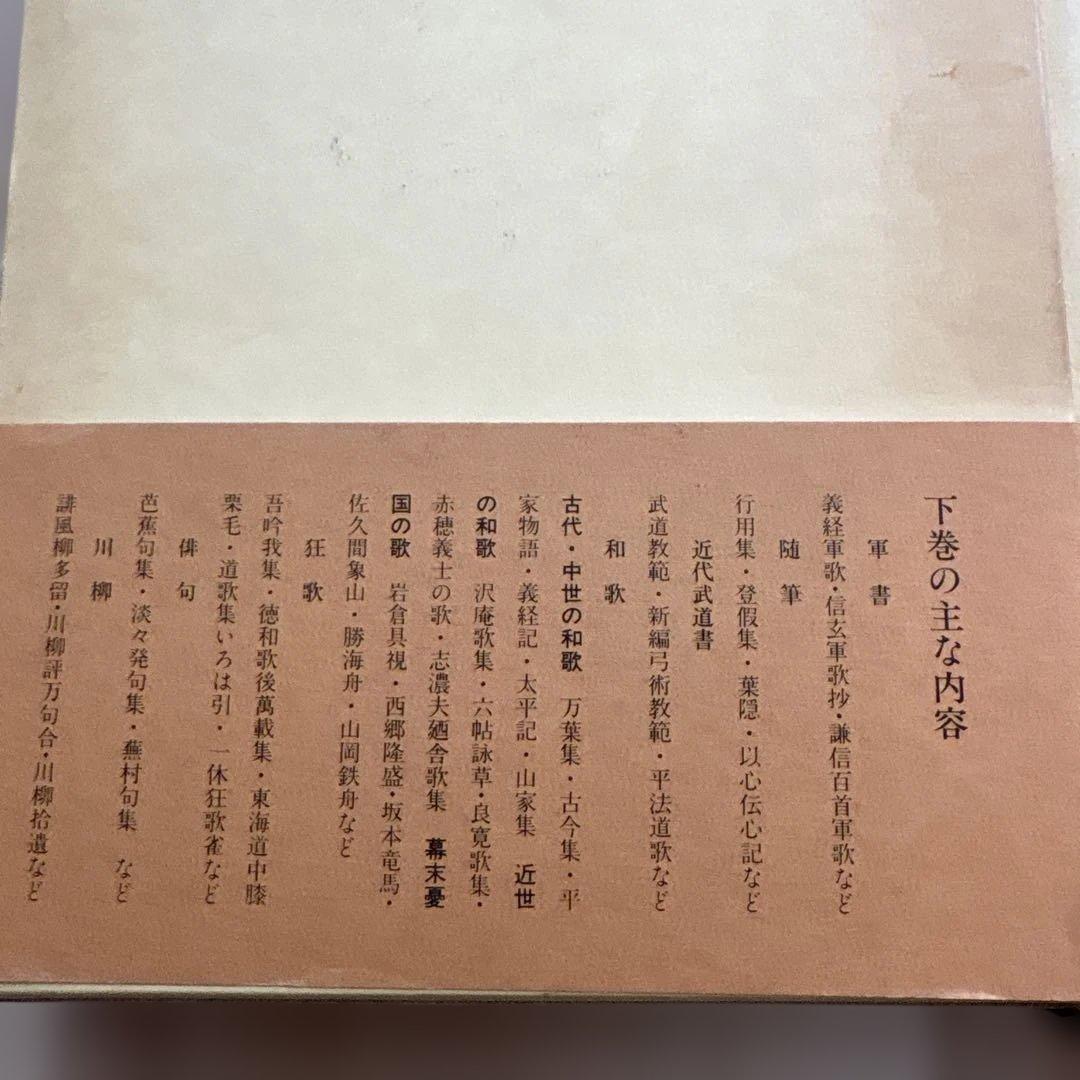 下巻の主な内容
軍書
義経軍歌・信玄軍歌抄・謙信百首軍歌など
随筆
行用集・登假集・葉隠・以心伝心記など
近代武道書
武道教範・新編弓術教範・平法道歌など
和歌
古代・中世の和歌 万葉集・古今集・平
家物語・義経記・太平記・山家集 近世
の和歌 沢庵歌集・六帖詠草・良寛歌集・
赤穂義士の歌・志濃夫廼舎歌集 幕末憂
国の歌 岩倉具視・西郷隆盛・坂本竜馬・
佐久間象山・勝海舟・山岡鉄舟など
狂歌
吾吟我集・徳和歌後萬載集・東海道中膝
栗毛・道歌集いろは引・一休狂歌雀など
俳句
芭蕉句集・淡々発句集・蕪村句集 など
川柳
誹風柳多留・川柳評万句合・川柳拾遺など